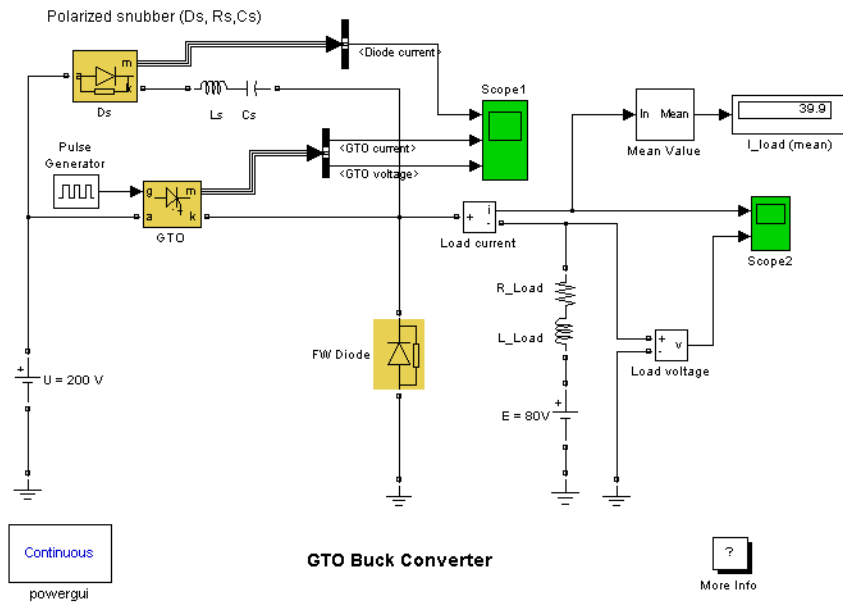 Polarized snubber (Ds, Rs,Cs)
<Diode current>
m
a
k
Ds
Ls
Cs
Scope1
In Mean
39.9
Mean Value
I_load (mean)
Pulse
Generator
<GTO current>
<GTO voltage>
g
m
a
k
GTO
+
i
-
Load current
Scope2
R_Load
L_Load
FW Diode
+
-
v
Load voltage
+
U = 200 V
+
E = 80V
Continuous
powergui
GTO Buck Converter
?
More Info